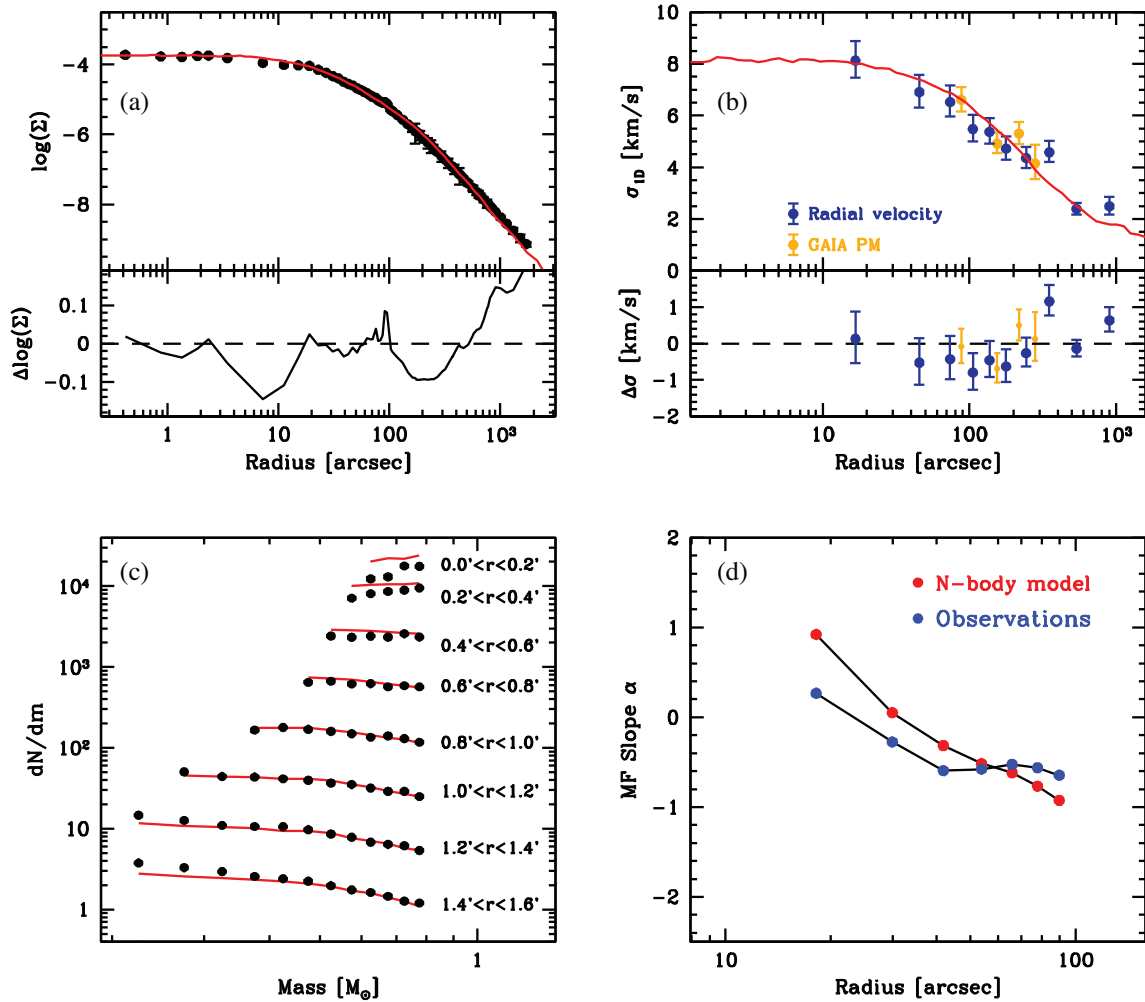 (a)
log(Σ)
−4
−6
−8
Δlog(Σ)
0.1
0
−0.1
1
10
100
10³
Radius [arcsec]
(b)
σ1D [km/s]
10
8
6
4
2
0
Radial velocity
GAIA PM
Δσ [km/s]
1
0
−1
−2
10
100
10³
Radius [arcsec]
(c)
dN/dm
10⁴
10³
10²
10
1
0.0'<r<0.2'
0.2'<r<0.4'
0.4'<r<0.6'
0.6'<r<0.8'
0.8'<r<1.0'
1.0'<r<1.2'
1.2'<r<1.4'
1.4'<r<1.6'
1
Mass [M⊙]
(d)
MF Slope α
2
1
0
−1
−2
N−body model
Observations
10
100
Radius [arcsec]